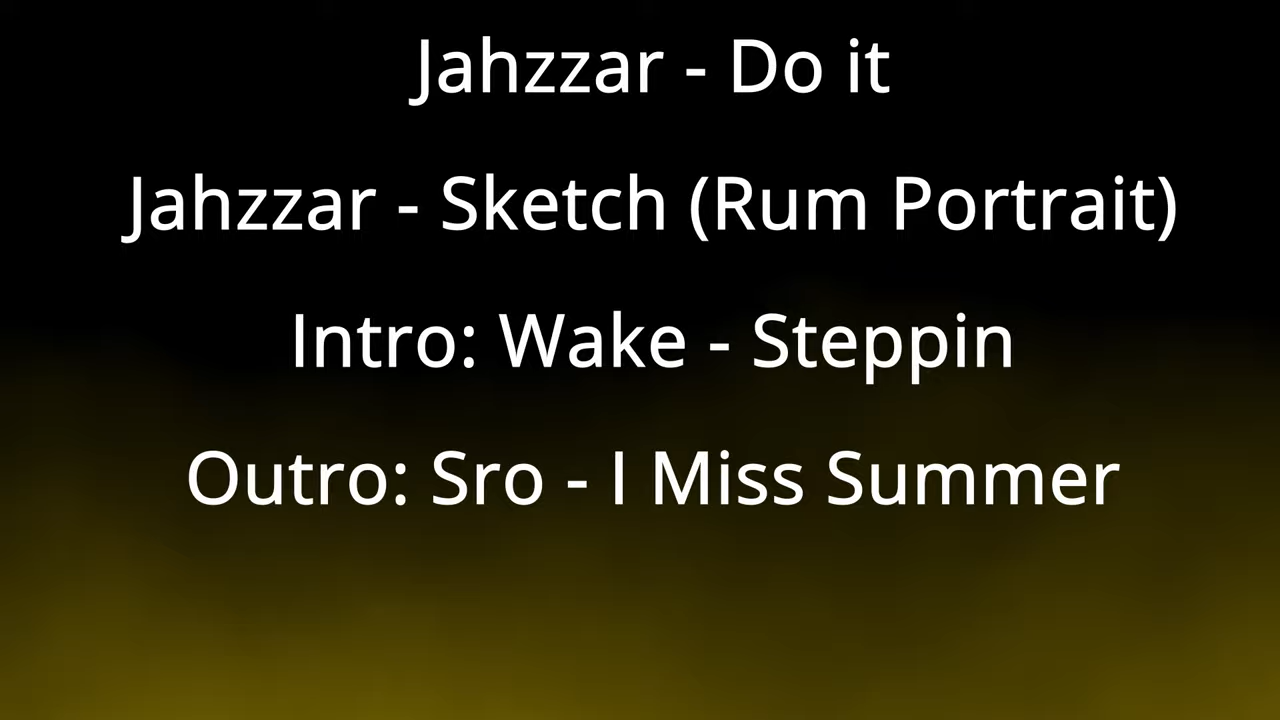 Jahzzar - Do it
Jahzzar - Sketch (Rum Portrait)
Intro: Wake - Steppin
Outro: Sro - I Miss Summer